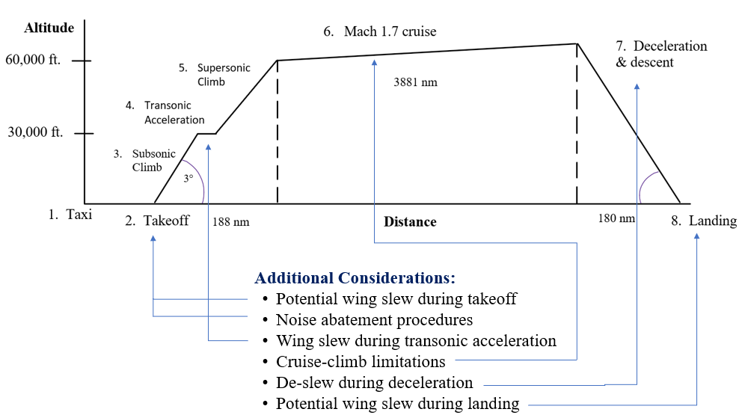 Altitude
60,000 ft.
30,000 ft.
1. Taxi
2. Takeoff
3. Subsonic
Climb
3°
4. Transonic
Acceleration
5. Supersonic
Climb
6. Mach 1.7 cruise
3881 nm
7. Deceleration
& descent
188 nm
Distance
180 nm
8. Landing
Additional Considerations:
• Potential wing slew during takeoff
• Noise abatement procedures
• Wing slew during transonic acceleration
• Cruise-climb limitations
• De-slew during deceleration
• Potential wing slew during landing